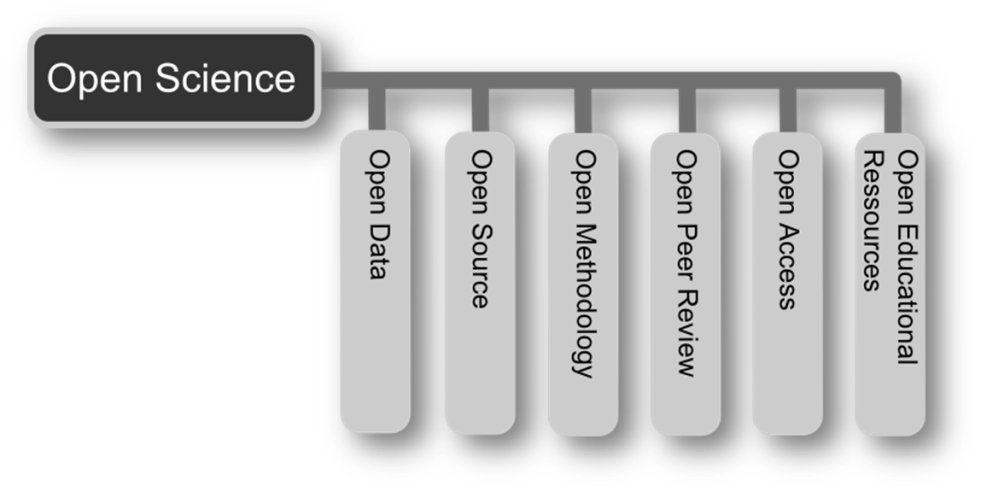 Open Science
Open Data
Open Source
Open Methodology
Open Peer Review
Open Access
Open Educational
Ressources